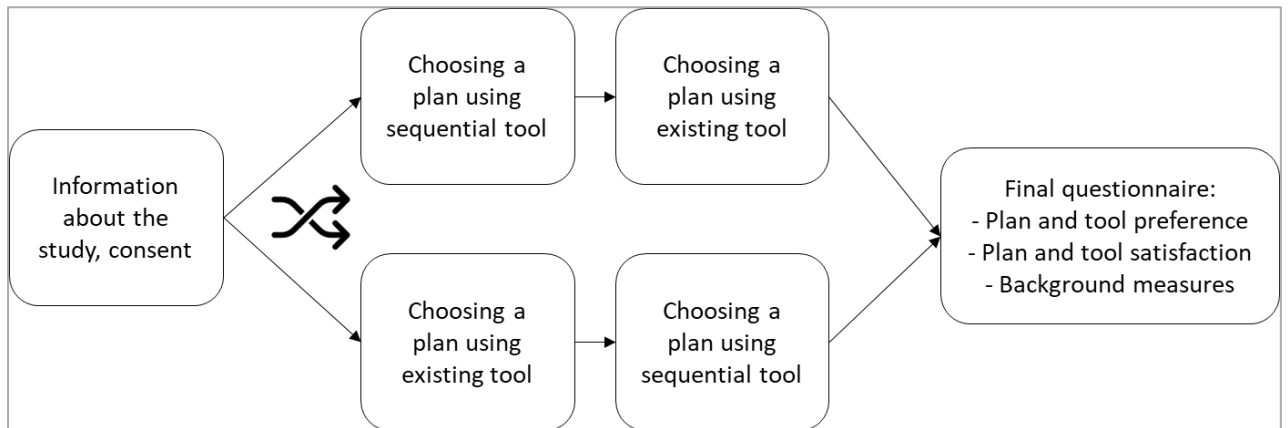 Information
about the
study, consent
Choosing a
plan using
sequential tool
Choosing a
plan using
existing tool
Choosing a
plan using
existing tool
Choosing a
plan using
sequential tool
Final questionnaire:
- Plan and tool preference
- Plan and tool satisfaction
- Background measures